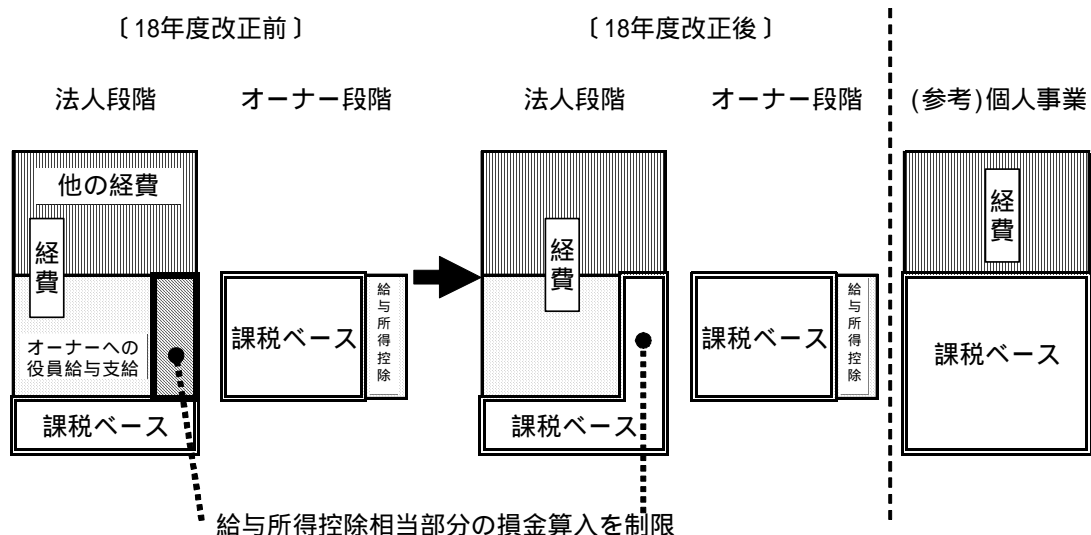 〔18年度改正前〕
〔18年度改正後〕
法人段階
オーナー段階
法人段階
オーナー段階
(参考)個人事業
他の経費
経費
オーナーへの
役員給与支給
課税ベース
課税ベース
給与所得控除
経費
課税ベース
課税ベース
給与所得控除
経費
課税ベース
給与所得控除相当部分の損金算入を制限